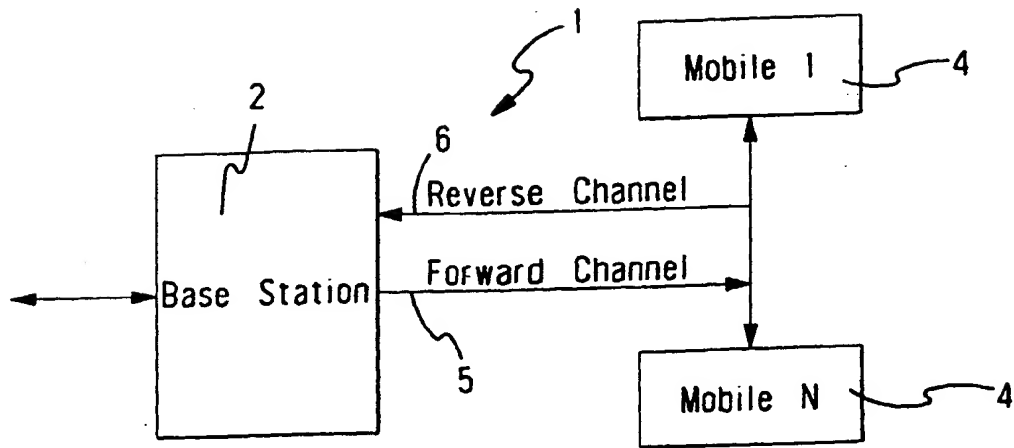 1
Mobile 1
4
2
6
Reverse Channel
Forward Channel
Base Station
5
Mobile N
4